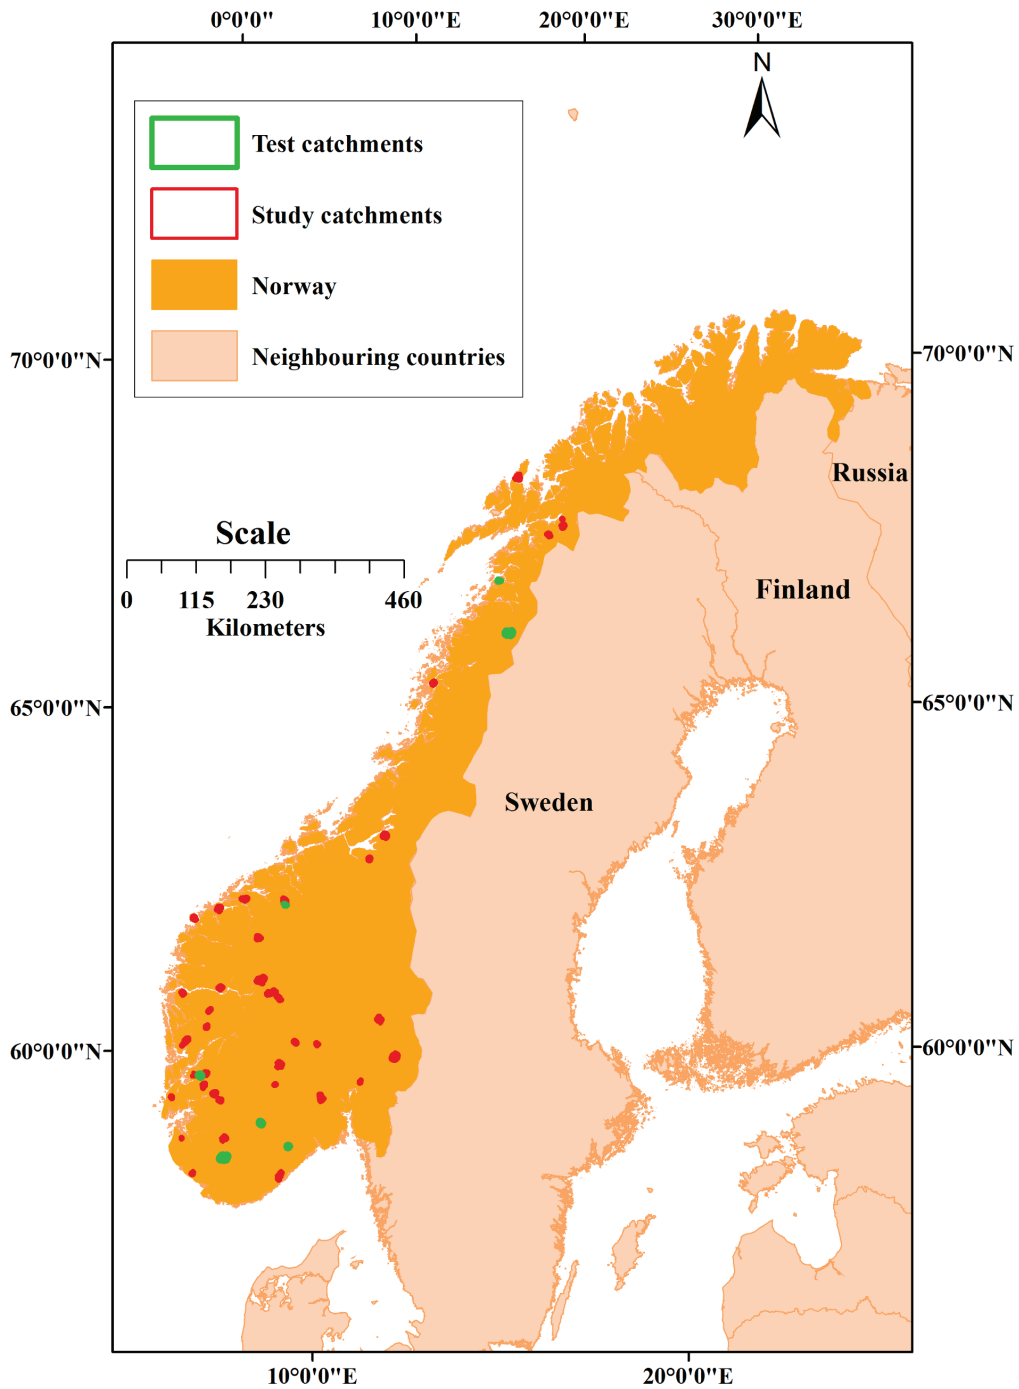 0°0'0" 10°0'0"E 20°0'0"E 30°0'0"E
N
Test catchments
Study catchments
Norway
Neighbouring countries
70°0'0"N 70°0'0"N
Russia
Scale
0 115 230 460
Kilometers
Finland
65°0'0"N 65°0'0"N
Sweden
60°0'0"N 60°0'0"N
10°0'0"E 20°0'0"E